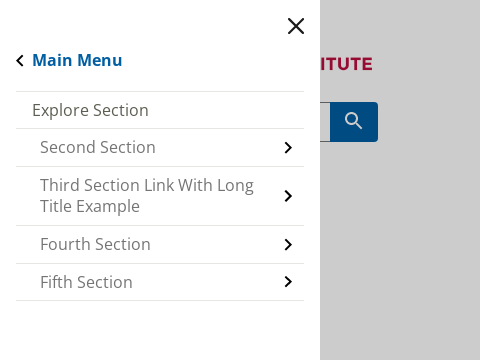 Main Menu
ITUTE
Explore Section
Second Section
Third Section Link With Long
Title Example
Fourth Section
Fifth Section